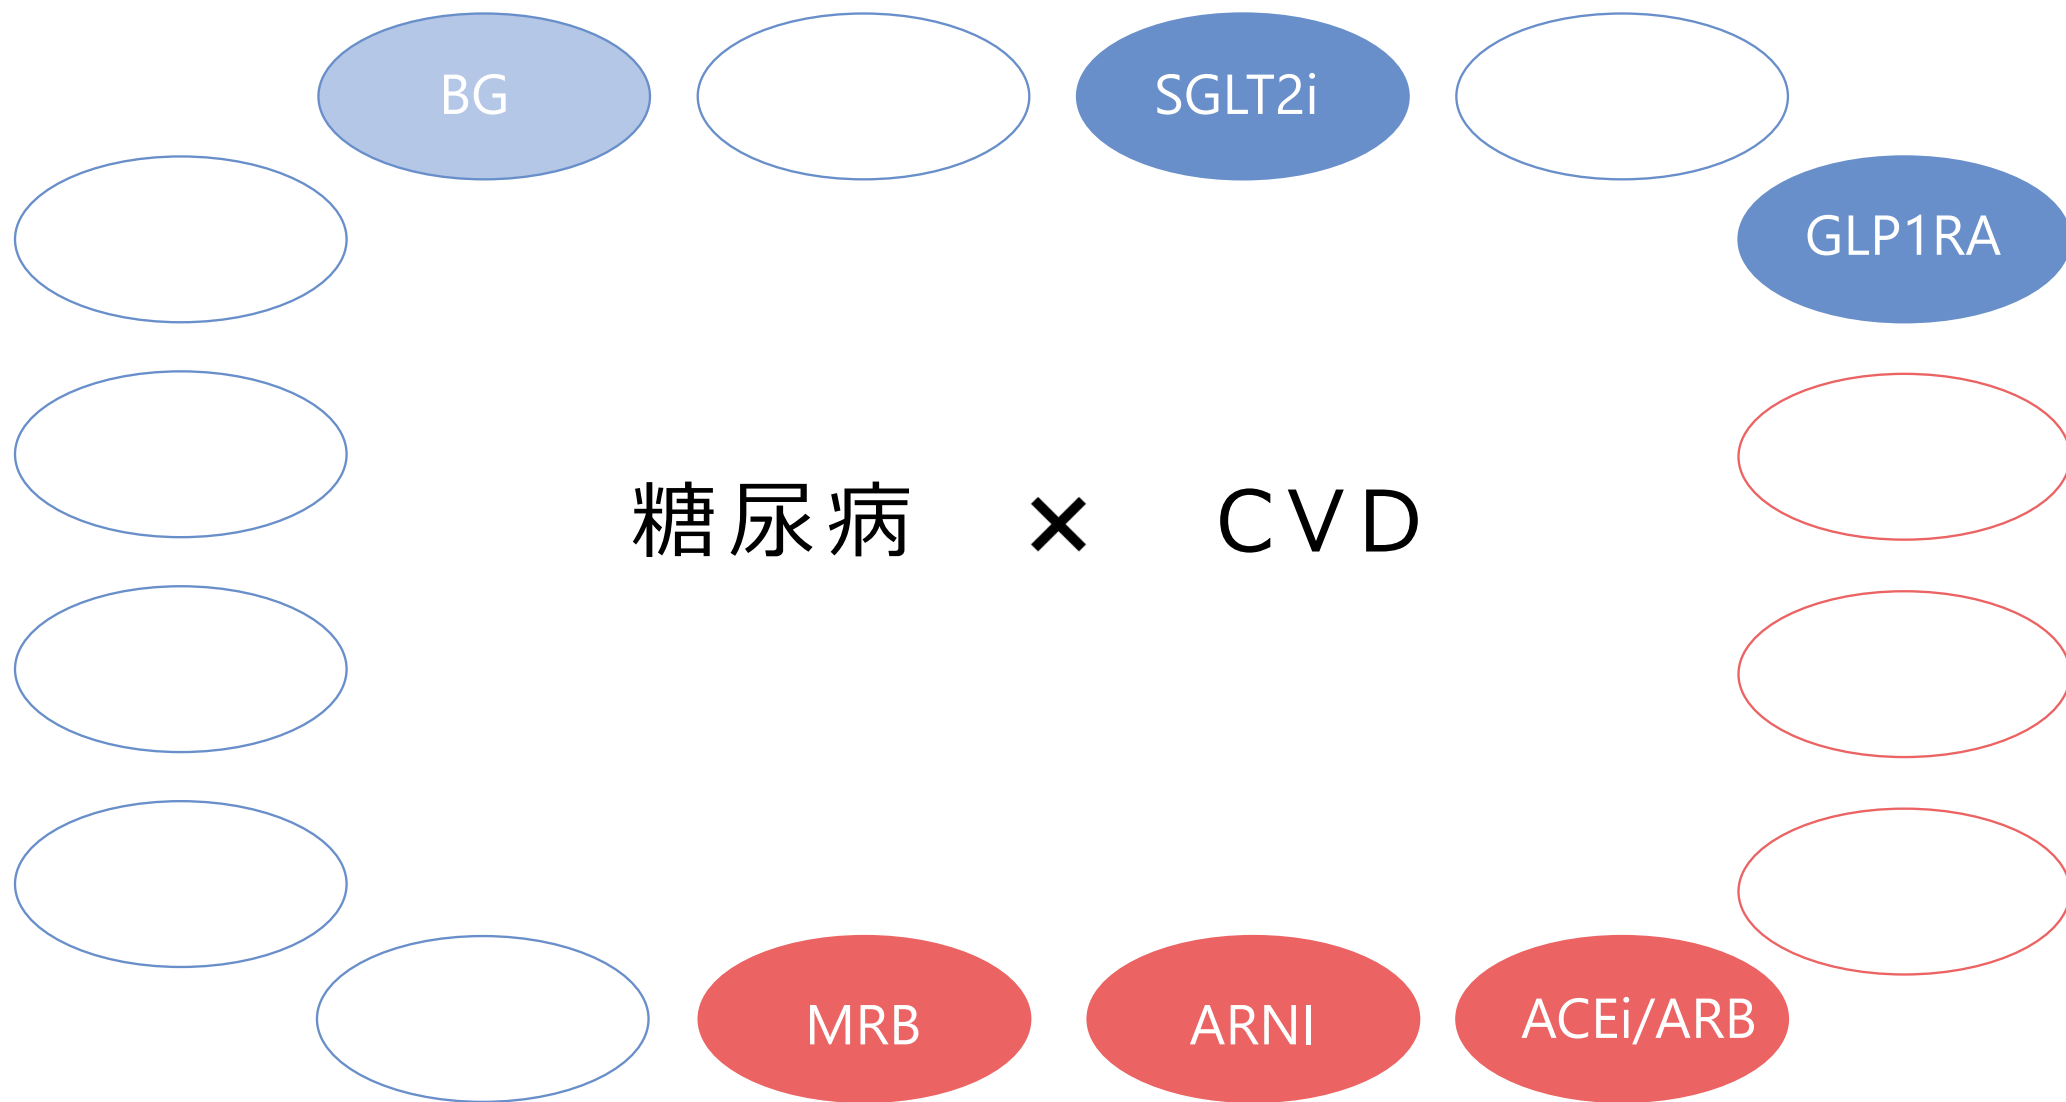 BG
SGLT2i
GLP1RA
糖尿病 × CVD
MRB
ARNI
ACEi/ARB